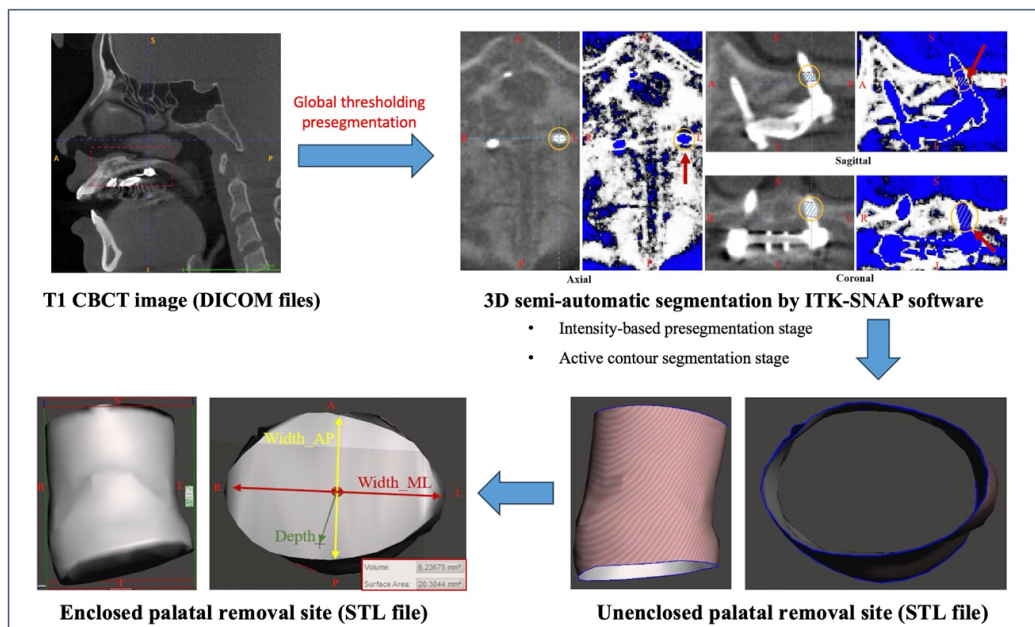 S
A
P
I
Global thresholding
presegmentation
A
R
L
P
S
A
P
I
Sagittal
S
R
L
I
Axial
Coronal
T1 CBCT image (DICOM files)
3D semi-automatic segmentation by ITK-SNAP software
• Intensity-based presegmentation stage
• Active contour segmentation stage
S
R
L
I
A
Width_AP
Width_ML
R
L
Depth
P
Volume: 6.23675 mm³
Surface Area: 20.3044 mm²
Enclosed palatal removal site (STL file)
Unenclosed palatal removal site (STL file)